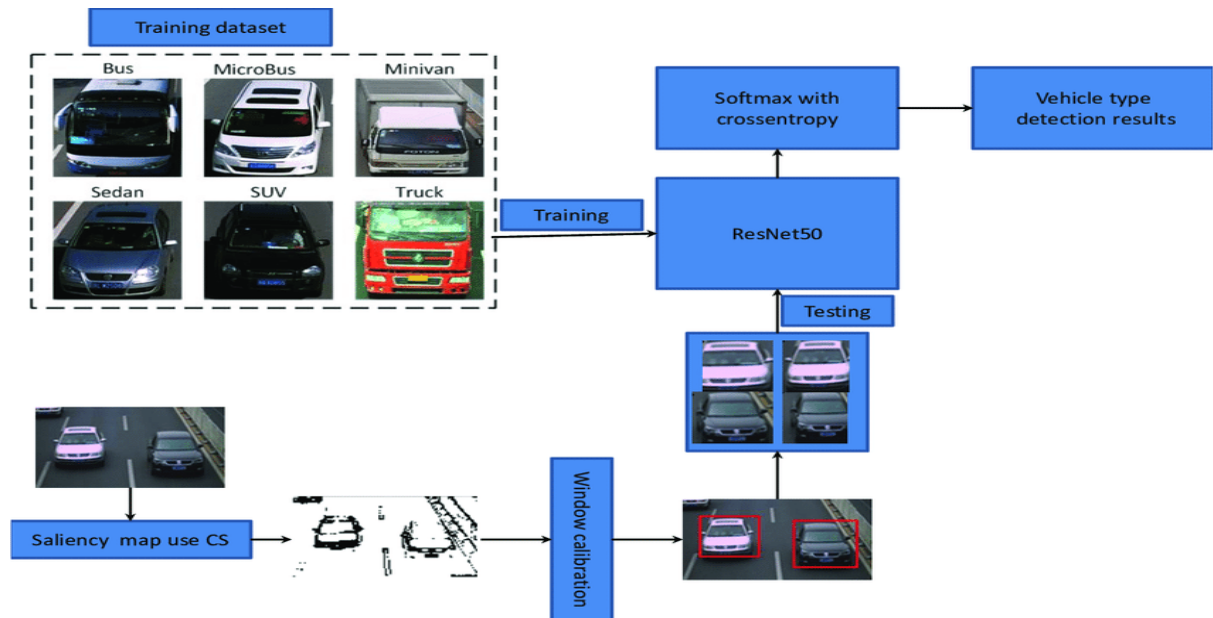 Training dataset
Bus
MicroBus
Minivan
FOTON
Sedan
SUV
Truck
Training
Softmax with
crossentropy
Vehicle type
detection results
ResNet50
Testing
Saliency map use CS
Window calibration